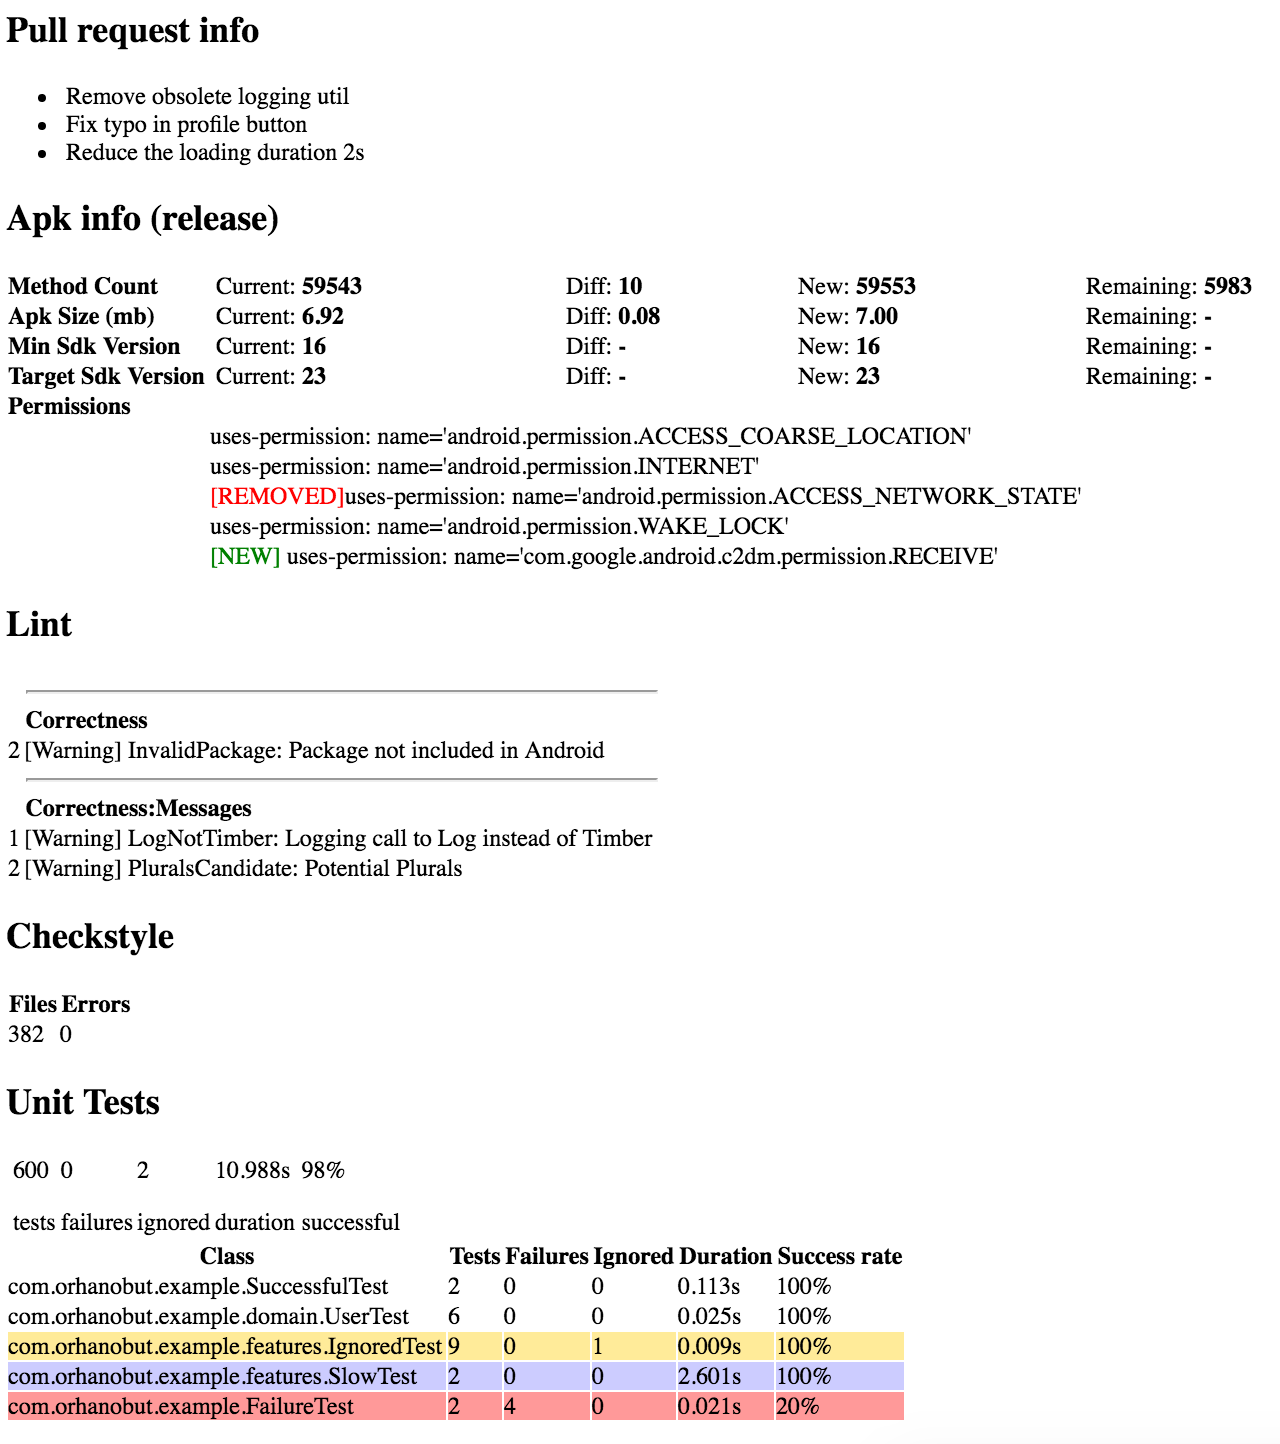 Pull request info
• Remove obsolete logging util
• Fix typo in profile button
• Reduce the loading duration 2s
Apk info (release)
Method Count Current: 59543 Diff: 10 New: 59553 Remaining: 5983
Apk Size (mb) Current: 6.92 Diff: 0.08 New: 7.00 Remaining: -
Min Sdk Version Current: 16 Diff: - New: 16 Remaining: -
Target Sdk Version Current: 23 Diff: - New: 23 Remaining: -
Permissions
uses-permission: name='android.permission.ACCESS_COARSE_LOCATION'
uses-permission: name='android.permission.INTERNET'
[REMOVED]uses-permission: name='android.permission.ACCESS_NETWORK_STATE'
uses-permission: name='android.permission.WAKE_LOCK'
[NEW] uses-permission: name='com.google.android.c2dm.permission.RECEIVE'
Lint
Correctness
2 [Warning] InvalidPackage: Package not included in Android
Correctness:Messages
1 [Warning] LogNotTimber: Logging call to Log instead of Timber
2 [Warning] PluralsCandidate: Potential Plurals
Checkstyle
Files Errors
382 0
Unit Tests
600 0 2 10.988s 98%
tests failures ignored duration successful
Class Tests Failures Ignored Duration Success rate
com.orhanobut.example.SuccessfulTest 2 0 0 0.113s 100%
com.orhanobut.example.domain.UserTest 6 0 0 0.025s 100%
com.orhanobut.example.features.IgnoredTest 9 0 1 0.009s 100%
com.orhanobut.example.features.SlowTest 2 0 0 2.601s 100%
com.orhanobut.example.FailureTest 2 4 0 0.021s 20%